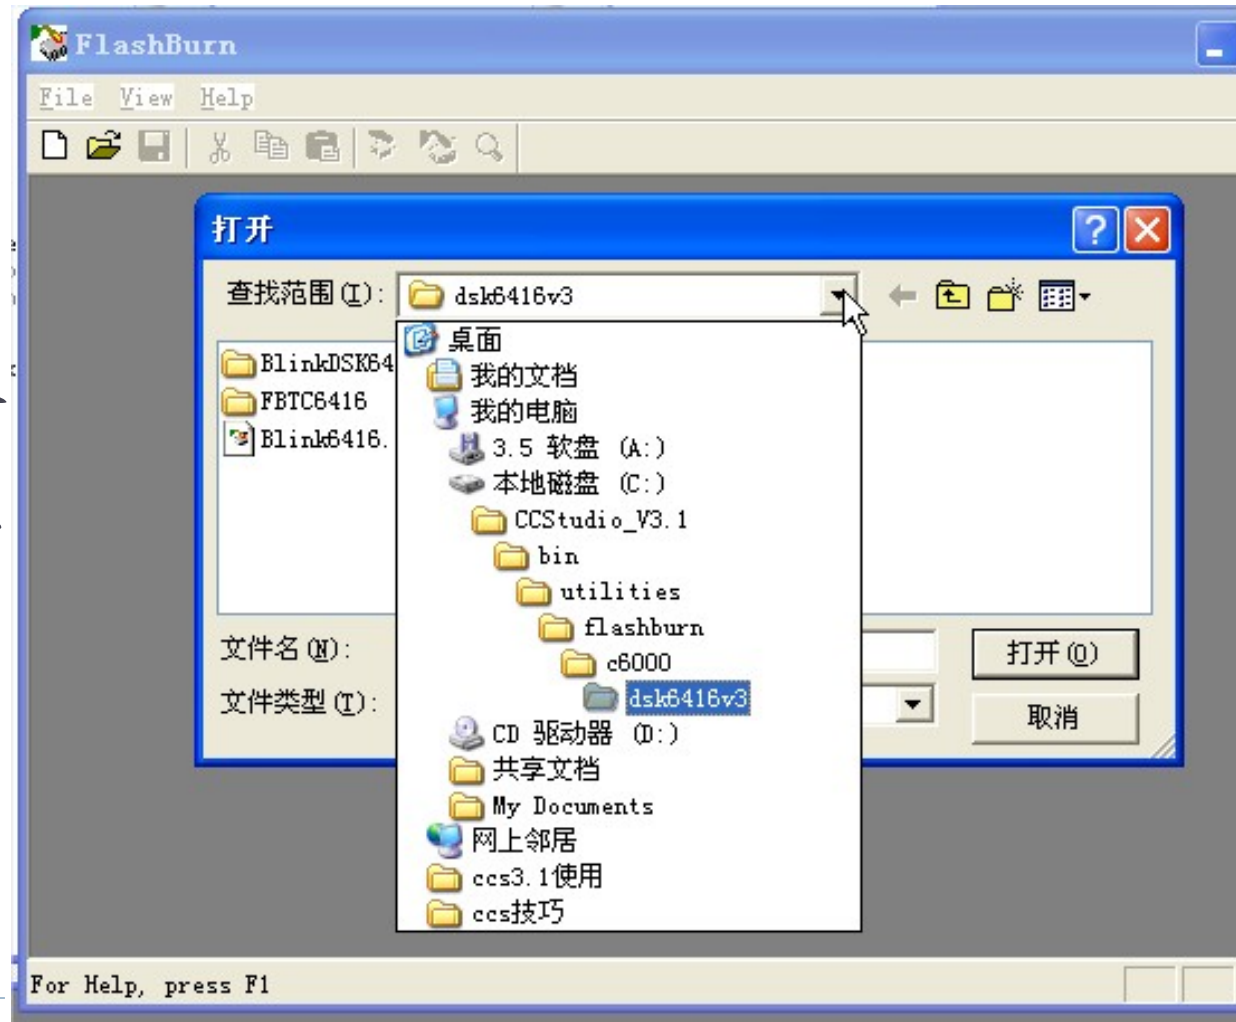 FlashBurn
File View Help
打开
查找范围(I): dsk6416v3
桌面
BlinkDSK64 我的文档
FBTC6416 我的电脑
Blink6416. 3.5 软盘 (A:)
本地磁盘 (C:)
CCStudio_V3.1
bin
utilities
flashburn
文件名(N): c6000 打开(O)
文件类型(T): dsk6416v3 取消
CD 驱动器 (D:)
共享文档
My Documents
网上邻居
ccs3.1使用
ccs技巧
For Help, press F1